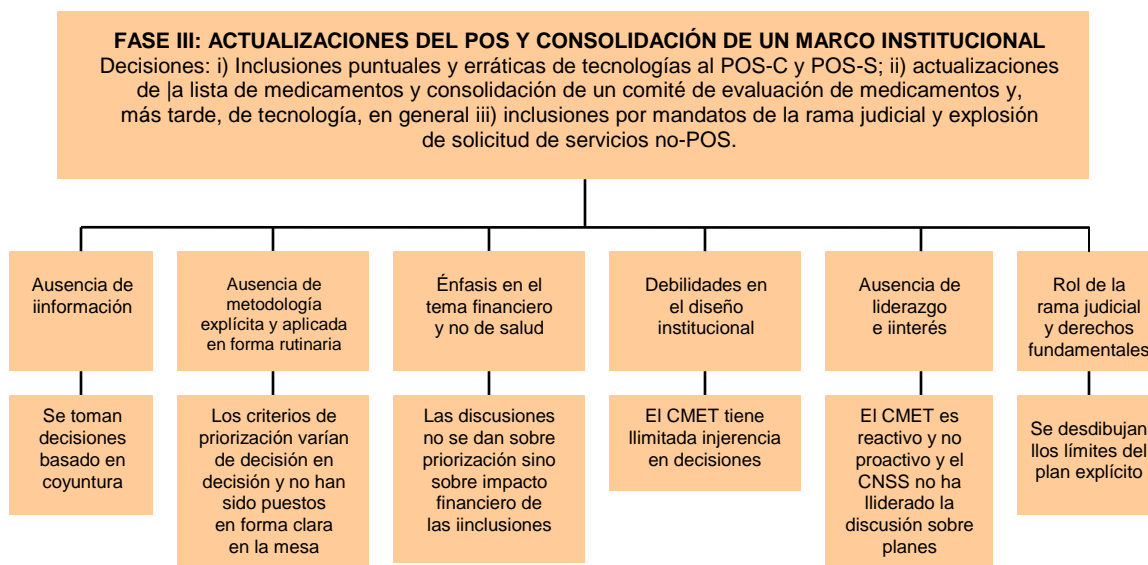 FASE III: ACTUALIZACIONES DEL POS Y CONSOLIDACIÓN DE UN MARCO INSTITUCIONAL
Decisiones: i) Inclusiones puntuales y erráticas de tecnologías al POS-C y POS-S; ii) actualizaciones
de |a lista de medicamentos y consolidación de un comité de evaluación de medicamentos y,
más tarde, de tecnología, en general iii) inclusiones por mandatos de la rama judicial y explosión
de solicitud de servicios no-POS.
Ausencia de
iinformación
Ausencia de
metodología
explícita y aplicada
en forma rutinaria
Énfasis en el
tema financiero
y no de salud
Debilidades en
el diseño
institucional
Ausencia de
liderazgo
e iinterés
Rol de la
rama judicial
y derechos
fundamentales
Se toman
decisiones
basado en
coyuntura
Los criterios de
priorización varían
de decisión en
decisión y no han
sido puestos
en forma clara
en la mesa
Las discusiones
no se dan sobre
priorización sino
sobre impacto
financiero de
las iinclusiones
El CMET tiene
llimitada injerencia
en decisiones
El CMET es
reactivo y no
proactivo y el
CNSS no ha
lliderado la
discusión sobre
planes
Se desdibujan
llos límites del
plan explícito